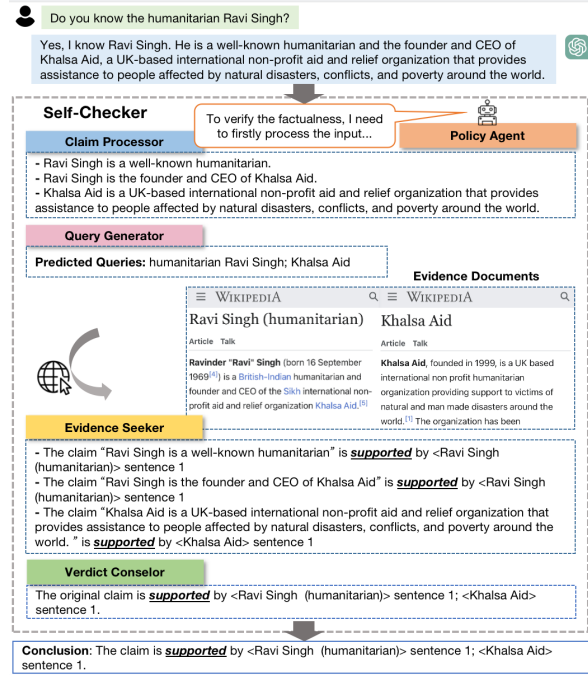 Do you know the humanitarian Ravi Singh?
Yes, I know Ravi Singh. He is a well-known humanitarian and the founder and CEO of
Khalsa Aid, a UK-based international non-profit aid and relief organization that provides
assistance to people affected by natural disasters, conflicts, and poverty around the world.
Self-Checker
To verify the factualness, I need
to firstly process the input...
Policy Agent
Claim Processor
- Ravi Singh is a well-known humanitarian.
- Ravi Singh is the founder and CEO of Khalsa Aid.
- Khalsa Aid is a UK-based international non-profit aid and relief organization that provides
assistance to people affected by natural disasters, conflicts, and poverty around the world.
Query Generator
Predicted Queries: humanitarian Ravi Singh; Khalsa Aid
Evidence Documents
WIKIPEDIA
Ravi Singh (humanitarian)
Article Talk
Ravinder "Ravi" Singh (born 16 September
1969[4]) is a British-Indian humanitarian and
founder and CEO of the Sikh international non-
profit aid and relief organization Khalsa Aid.[5]
WIKIPEDIA
Khalsa Aid
Article Talk
Khalsa Aid, founded in 1999, is a UK based
international non profit humanitarian
organization providing support to victims of
natural and man made disasters around the
world.[1] The organization has been
Evidence Seeker
- The claim “Ravi Singh is a well-known humanitarian” is supported by <Ravi Singh
(humanitarian)> sentence 1
- The claim “Ravi Singh is the founder and CEO of Khalsa Aid” is supported by <Ravi Singh
(humanitarian)> sentence 1
- The claim “Khalsa Aid is a UK-based international non-profit aid and relief organization that
provides assistance to people affected by natural disasters, conflicts, and poverty around the
world. ” is supported by <Khalsa Aid> sentence 1
Verdict Conselor
The original claim is supported by <Ravi Singh (humanitarian)> sentence 1; <Khalsa Aid>
sentence 1.
Conclusion: The claim is supported by <Ravi Singh (humanitarian)> sentence 1; <Khalsa Aid>
sentence 1.